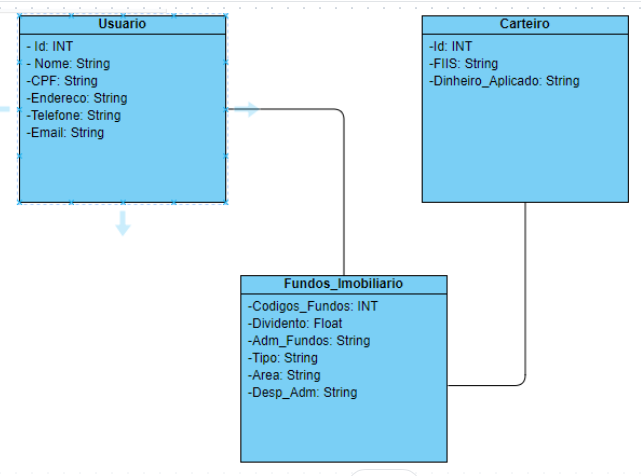 Usuario
- Id: INT
- Nome: String
-CPF: String
-Endereco: String
-Telefone: String
-Email: String
Carteiro
-Id: INT
-FIIS: String
-Dinheiro_Aplicado: String
Fundos_Imobiliario
-Codigos_Fundos: INT
-Dividento: Float
-Adm_Fundos: String
-Tipo: String
-Area: String
-Desp_Adm: String